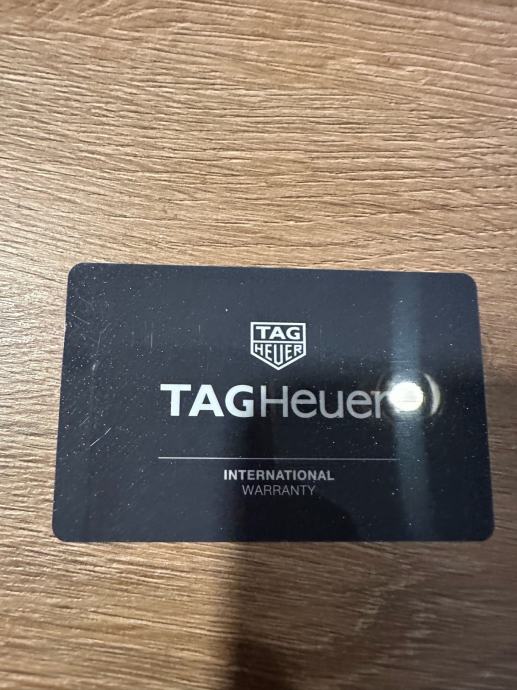 TAG
HEUER
TAGHeuer
INTERNATIONAL
WARRANTY